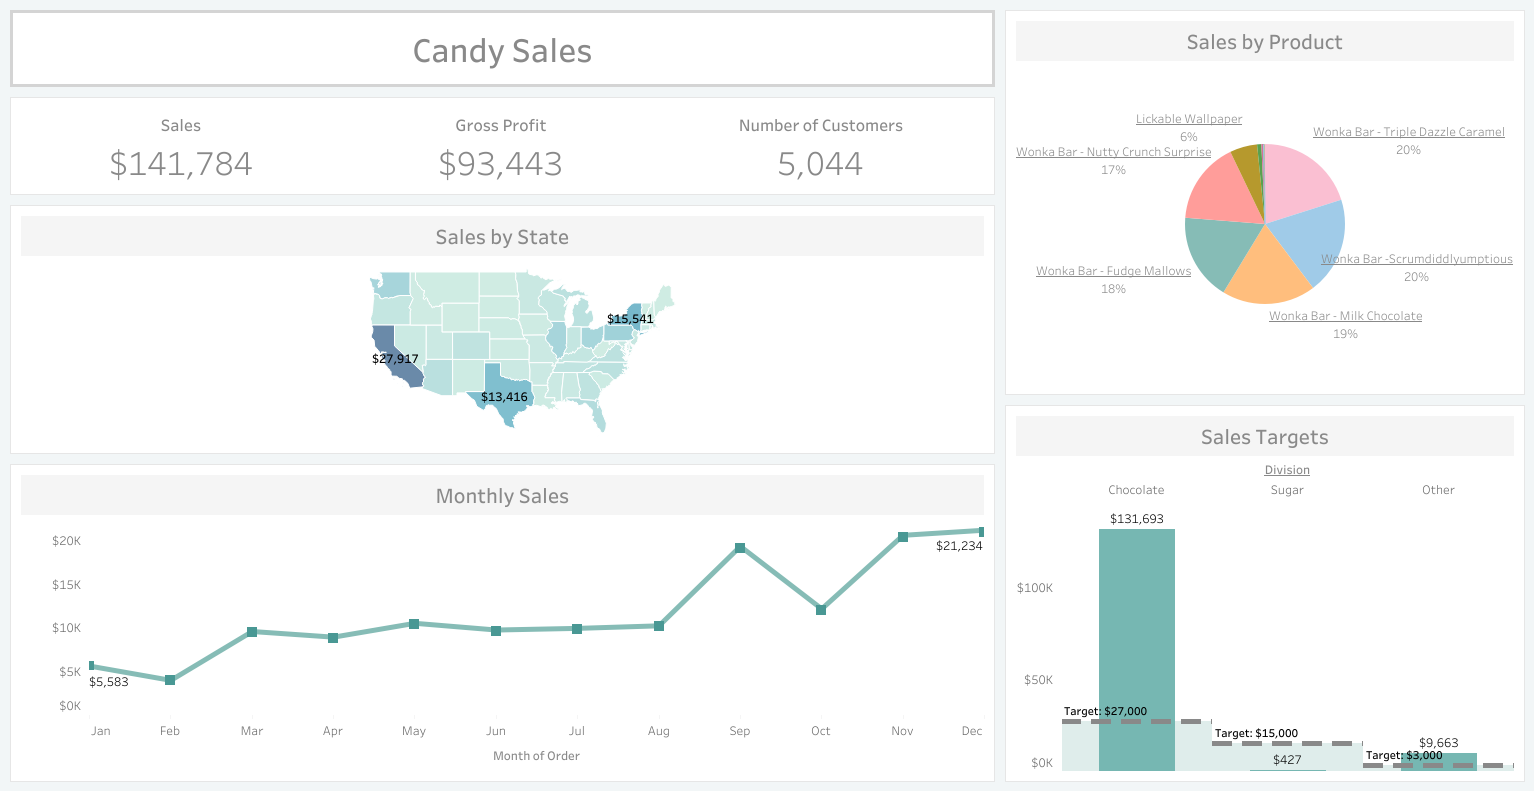 Candy Sales
Sales
Gross Profit
Number of Customers
$141,784
$93,443
5,044
Sales by State
$15,541
$27,917
$13,416
Monthly Sales
$20K
$15K
$10K
$5K
$0K
$5,583
$21,234
Jan
Feb
Mar
Apr
May
Jun
Jul
Aug
Sep
Oct
Nov
Dec
Month of Order
Sales by Product
Lickable Wallpaper
6%
Wonka Bar - Triple Dazzle Caramel
20%
Wonka Bar - Nutty Crunch Surprise
17%
Wonka Bar -Scrumdiddlyumptious
20%
Wonka Bar - Fudge Mallows
18%
Wonka Bar - Milk Chocolate
19%
Sales Targets
Division
Chocolate
Sugar
Other
$131,693
$100K
$50K
$0K
Target: $27,000
Target: $15,000
$427
$9,663
Target: $3,000